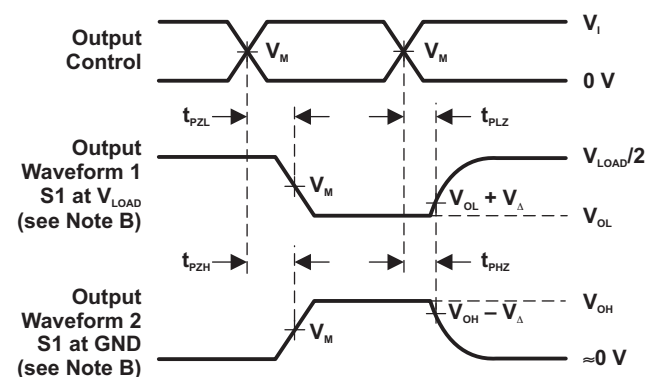 Output
Control
V_M
V_M
V_I
0 V
t_PZL
t_PLZ
Output
Waveform 1
S1 at V_LOAD
(see Note B)
V_M
V_OL + V_Δ
V_LOAD/2
V_OL
t_PZH
t_PHZ
Output
Waveform 2
S1 at GND
(see Note B)
V_M
V_OH – V_Δ
V_OH
≈0 V